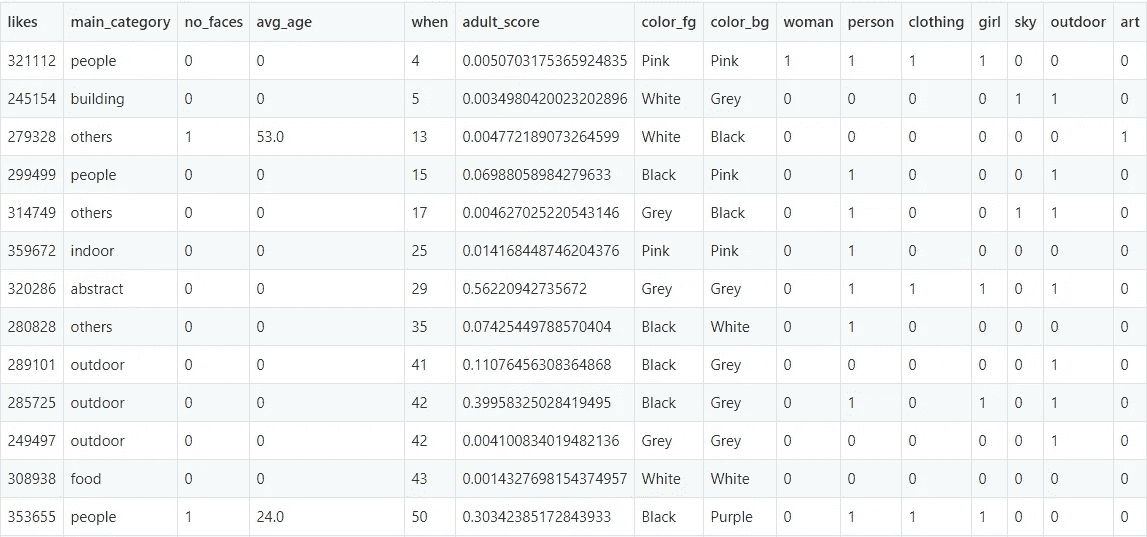 likes main_category no_faces avg_age when adult_score color_fg color_bg woman person clothing girl sky outdoor art
321112 people 0 0 4 0.0050703175365924835 Pink Pink 1 1 1 1 0 0 0
245154 building 0 0 5 0.0034980420023202896 White Grey 0 0 0 0 1 1 0
279328 others 1 53.0 13 0.004772189073264599 White Black 0 0 0 0 0 0 1
299499 people 0 0 15 0.06988058984279633 Black Pink 0 1 0 0 0 1 0
314749 others 0 0 17 0.004627025220543146 Grey Black 0 1 0 0 1 1 0
359672 indoor 0 0 25 0.014168448746204376 Pink Pink 0 1 0 0 0 0 0
320286 abstract 0 0 29 0.56220942735672 Grey Grey 0 1 1 1 0 1 0
280828 others 0 0 35 0.07425449788570404 Black White 0 1 0 0 0 0 0
289101 outdoor 0 0 41 0.11076456308364868 Black Grey 0 0 0 0 0 1 0
285725 outdoor 0 0 42 0.39958325028419495 Black Grey 0 1 0 1 0 1 0
249497 outdoor 0 0 42 0.004100834019482136 Grey Grey 0 0 0 0 0 1 0
308938 food 0 0 43 0.0014327698154374957 White White 0 0 0 0 0 0 0
353655 people 1 24.0 50 0.30342385172843933 Black Purple 0 1 1 1 0 0 0